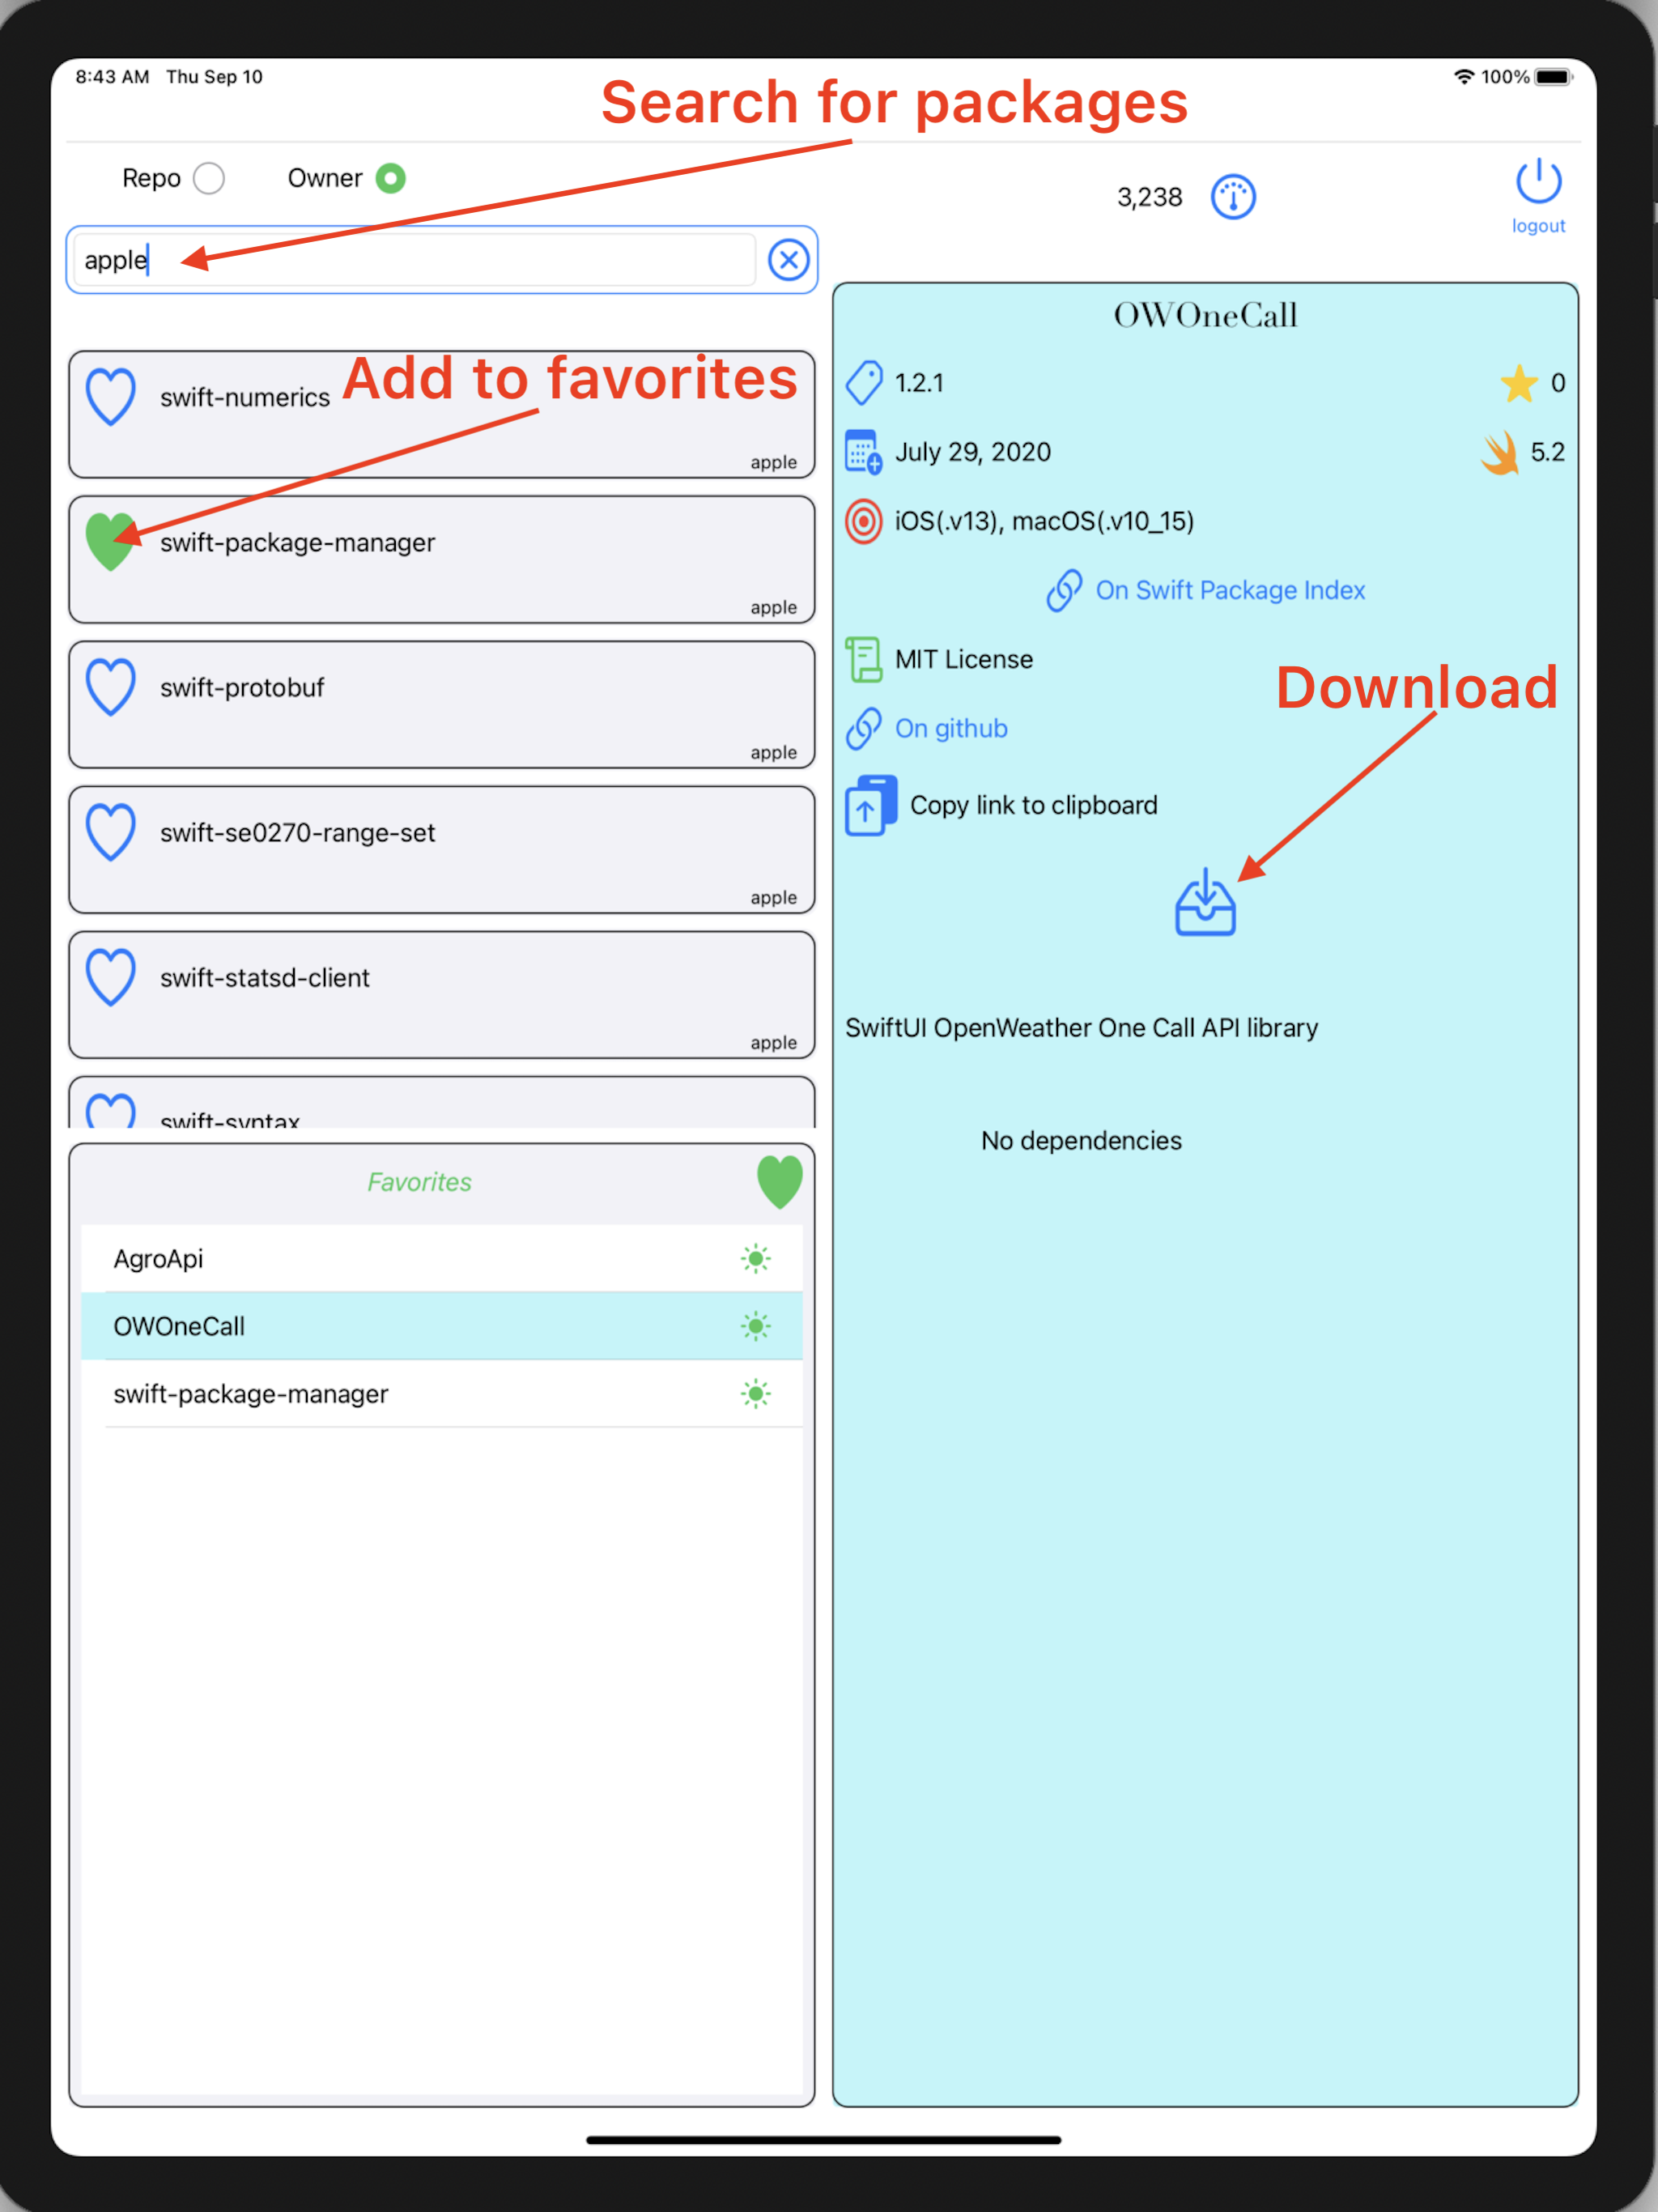 8:43 AM Thu Sep 10
100%
Search for packages
Repo
Owner
3,238
logout
apple
swift-numerics
apple
Add to favorites
swift-package-manager
apple
swift-protobuf
apple
swift-se0270-range-set
apple
swift-statsd-client
apple
swift-syntax
Favorites
AgroApi
OWOneCall
swift-package-manager
OWOneCall
1.2.1
0
July 29, 2020
5.2
iOS(.v13), macOS(.v10_15)
On Swift Package Index
MIT License
Download
On github
Copy link to clipboard
SwiftUI OpenWeather One Call API library
No dependencies